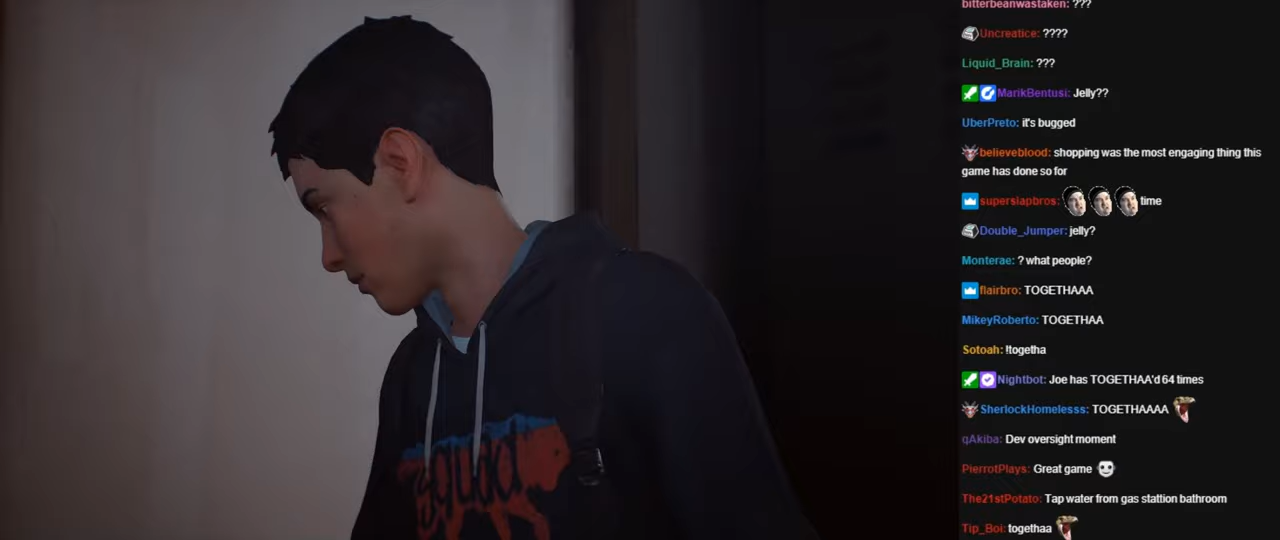 bitterbeanwastaken: ???
Uncreatice: ????
Liquid_Brain: ???
MarikBentusi: Jelly??
UberPreto: it's bugged
believeblood: shopping was the most engaging thing this
game has done so for
superslapbros: time
Double_Jumper: jelly?
Monterae: ? what people?
flairbro: TOGETHAAA
MikeyRoberto: TOGETHAA
Sotoah: !togetha
Nightbot: Joe has TOGETHAA'd 64 times
SherlockHomelesss: TOGETHAAAA
qAkiba: Dev oversight moment
PierrotPlays: Great game
The21stPotato: Tap water from gas stattion bathroom
Tip_Boi: togethaa
squad